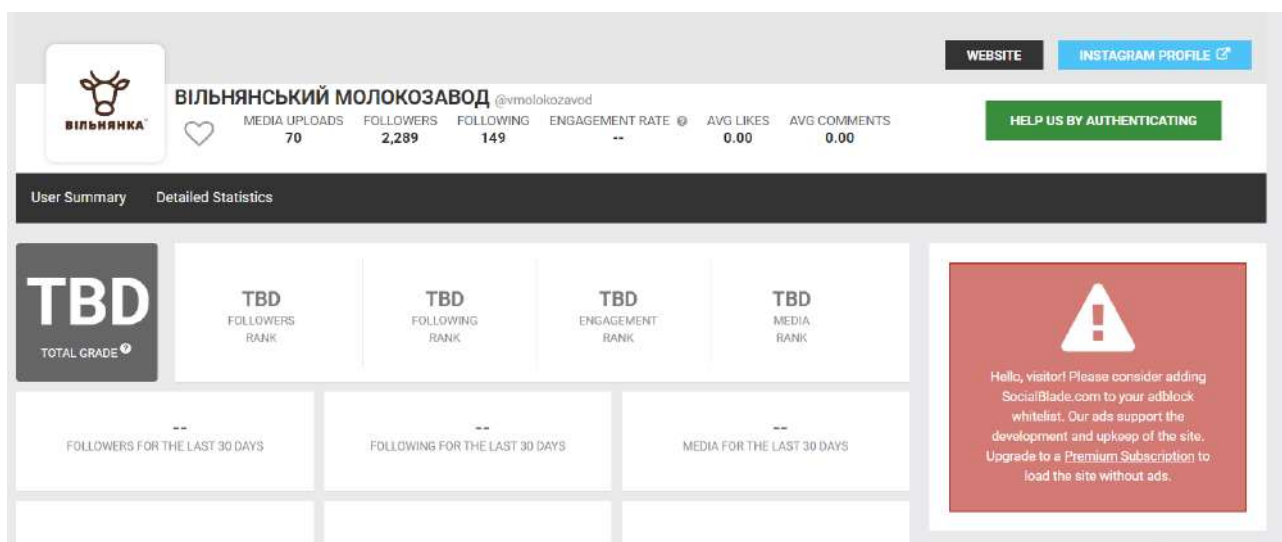 WEBSITE
INSTAGRAM PROFILE
ВІЛЬНЯНКА
ВІЛЬНЯНСЬКИЙ МОЛОКОЗАВОД @vmolokozavod
MEDIA UPLOADS FOLLOWERS FOLLOWING ENGAGEMENT RATE AVG LIKES AVG COMMENTS
70 2,289 149 -- 0.00 0.00
HELP US BY AUTHENTICATING
User Summary Detailed Statistics
TBD
TOTAL GRADE
TBD
FOLLOWERS
RANK
TBD
FOLLOWING
RANK
TBD
ENGAGEMENT
RANK
TBD
MEDIA
RANK
--
FOLLOWERS FOR THE LAST 30 DAYS
--
FOLLOWING FOR THE LAST 30 DAYS
--
MEDIA FOR THE LAST 30 DAYS
Hello, visitor! Please consider adding
SocialBlade.com to your adblock
whitelist. Our ads support the
development and upkeep of the site.
Upgrade to a Premium Subscription to
load the site without ads.